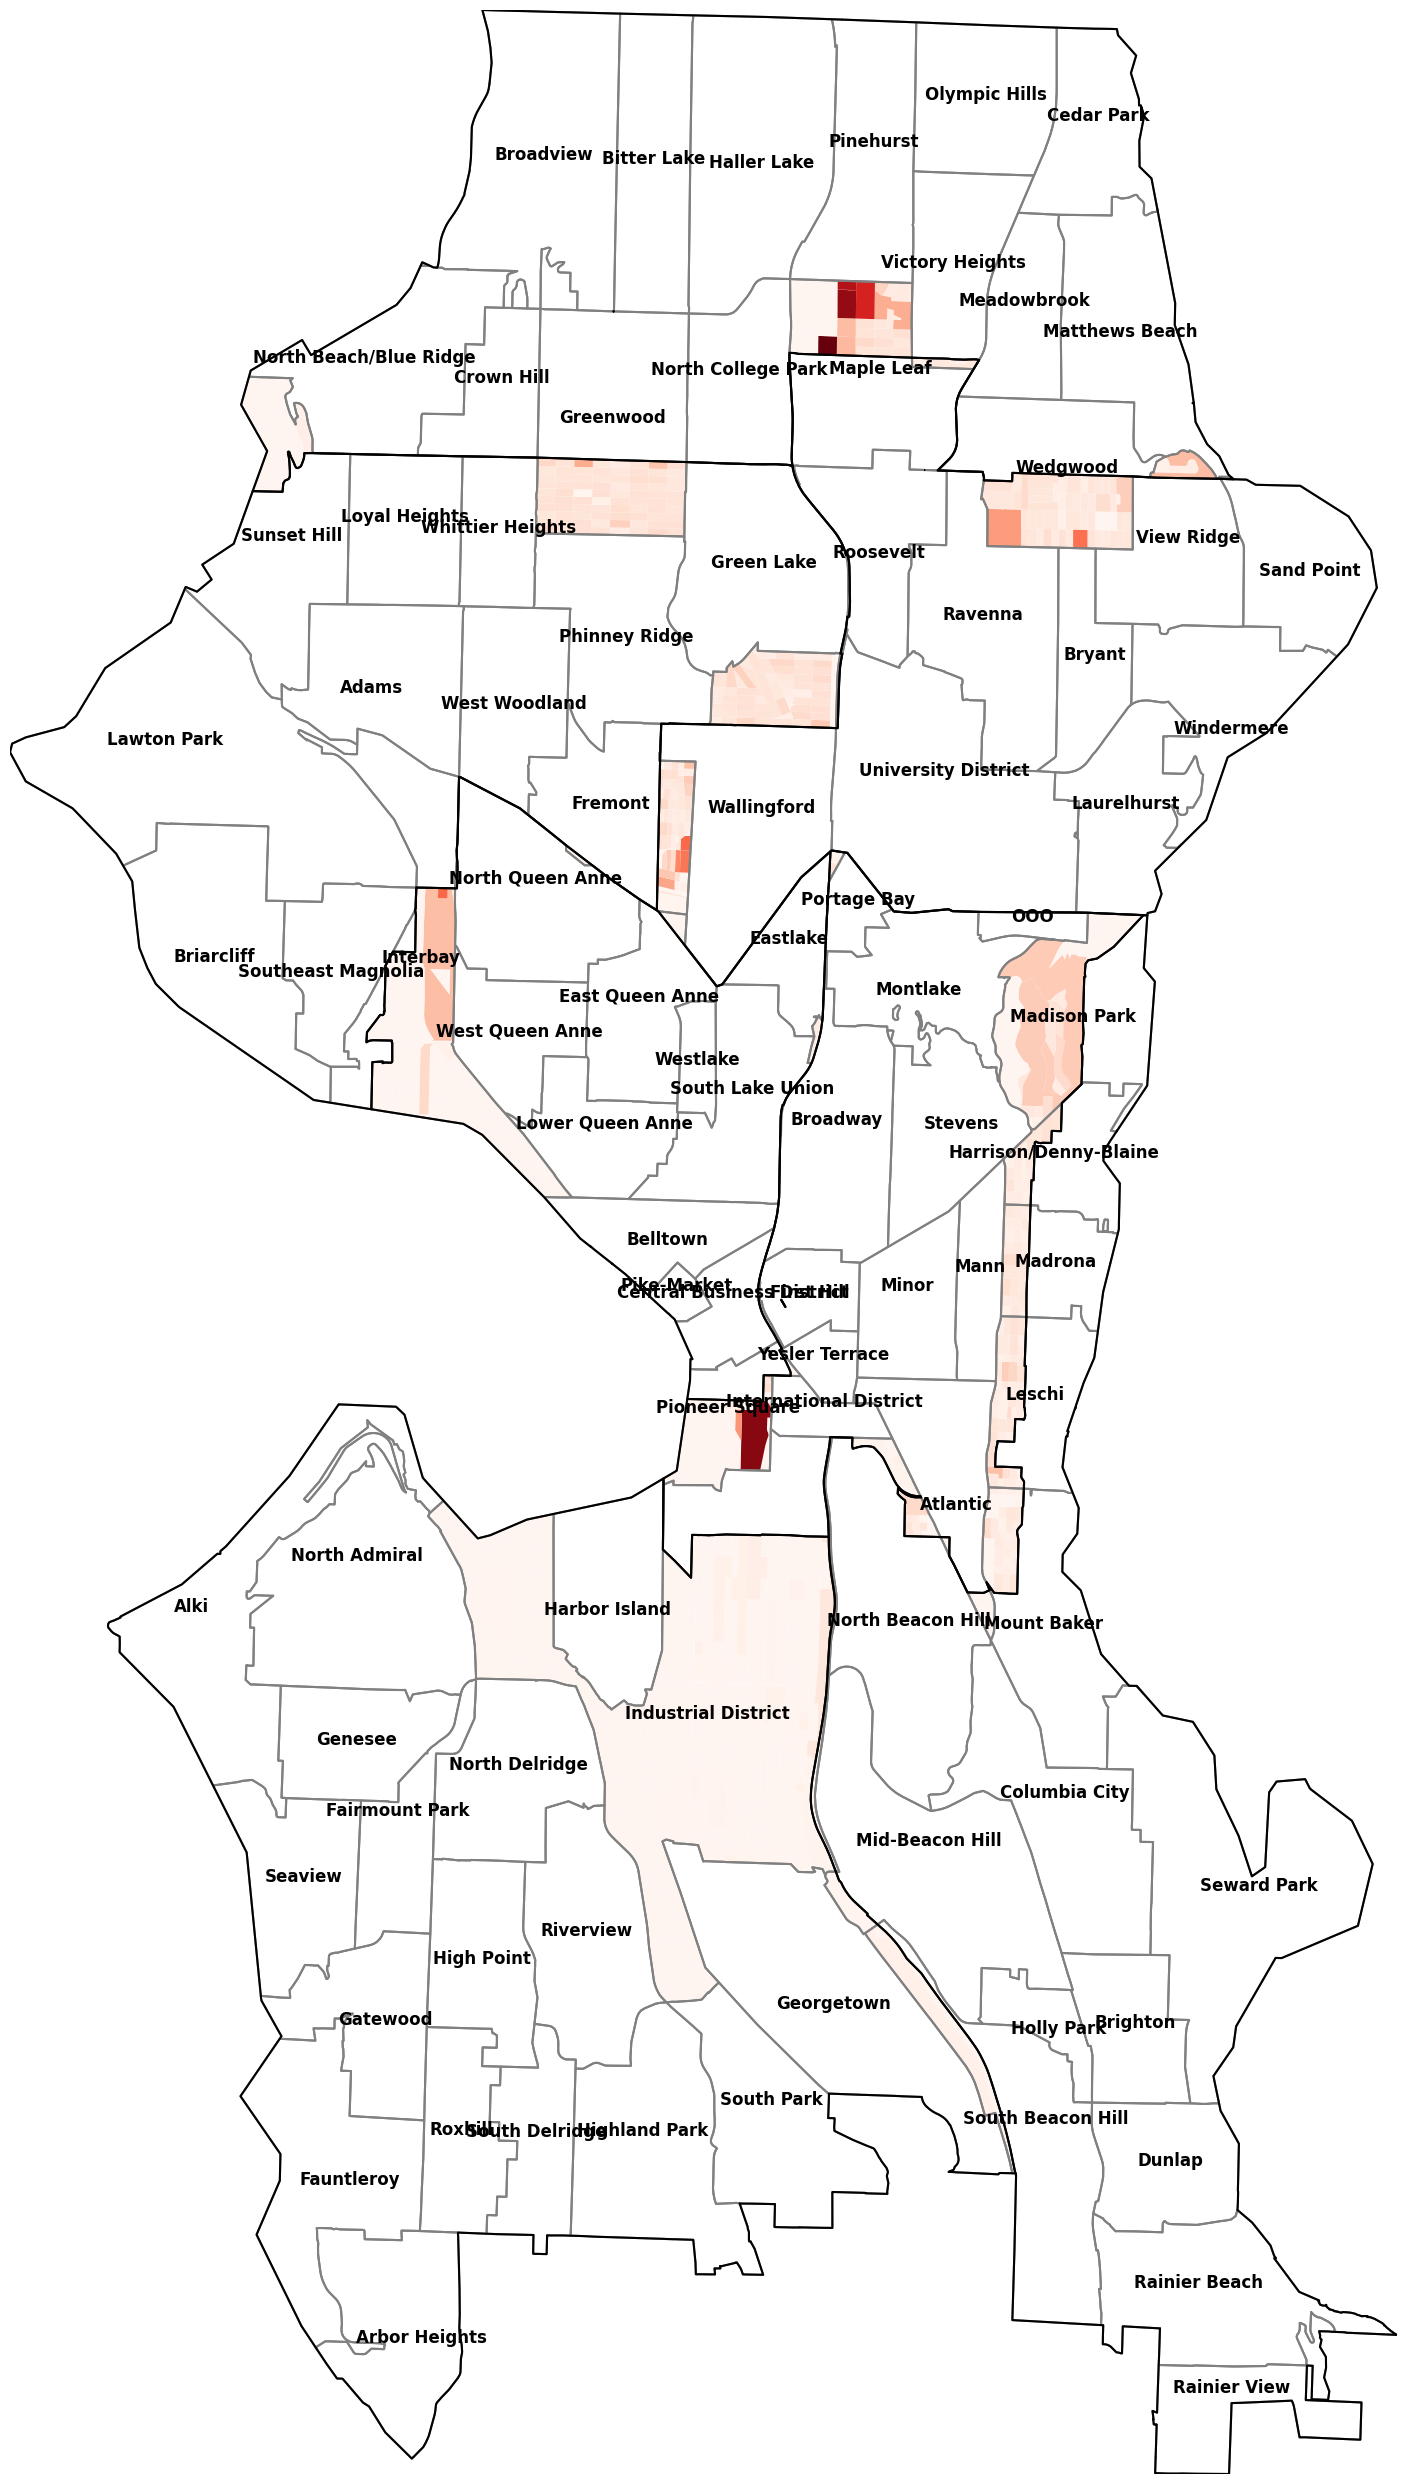 Olympic Hills
Cedar Park
Pinehurst
Broadview
Bitter Lake
Haller Lake
Victory Heights
Meadowbrook
Matthews Beach
North Beach/Blue Ridge
Crown Hill
North College Park
Maple Leaf
Greenwood
Wedgwood
Loyal Heights
Whittier Heights
Sunset Hill
View Ridge
Roosevelt
Green Lake
Sand Point
Ravenna
Phinney Ridge
Bryant
Adams
West Woodland
Windermere
Lawton Park
University District
Fremont
Wallingford
Laurelhurst
North Queen Anne
Portage Bay
OOO
Eastlake
Briarcliff
Interbay
Southeast Magnolia
Montlake
East Queen Anne
Madison Park
West Queen Anne
Westlake
South Lake Union
Broadway
Stevens
Lower Queen Anne
Harrison/Denny-Blaine
Belltown
Madrona
Mann
Pike-Market
Minor
Central Business District
First Hill
Yesler Terrace
Leschi
International District
Pioneer Square
Atlantic
North Admiral
Alki
Harbor Island
North Beacon Hill
Mount Baker
Industrial District
Genesee
North Delridge
Columbia City
Fairmount Park
Mid-Beacon Hill
Seaview
Seward Park
Riverview
High Point
Georgetown
Gatewood
Brighton
Holly Park
South Park
South Beacon Hill
Roxhill
South Delridge
Highland Park
Dunlap
Fauntleroy
Rainier Beach
Arbor Heights
Rainier View